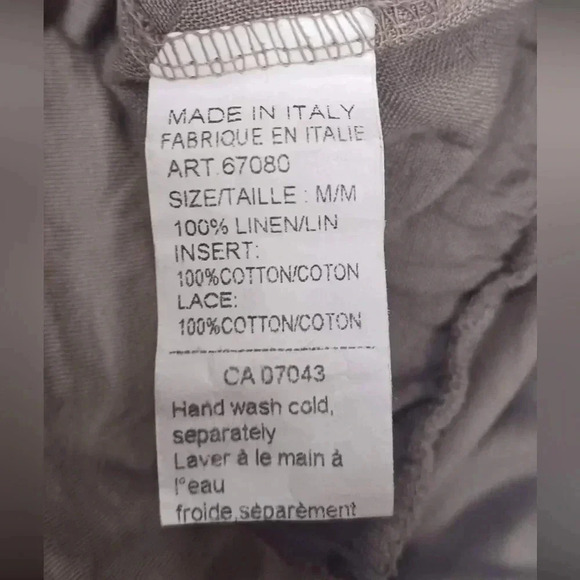 MADE IN ITALY
FABRIQUE EN ITALIE
ART.67080
SIZE/TAILLE : M/M
100% LINEN/LIN
INSERT:
100%COTTON/COTON
LACE:
100%COTTON/COTON
CA 07043
Hand wash cold,
separately
Laver à le main à
l'eau
froide,séparèment